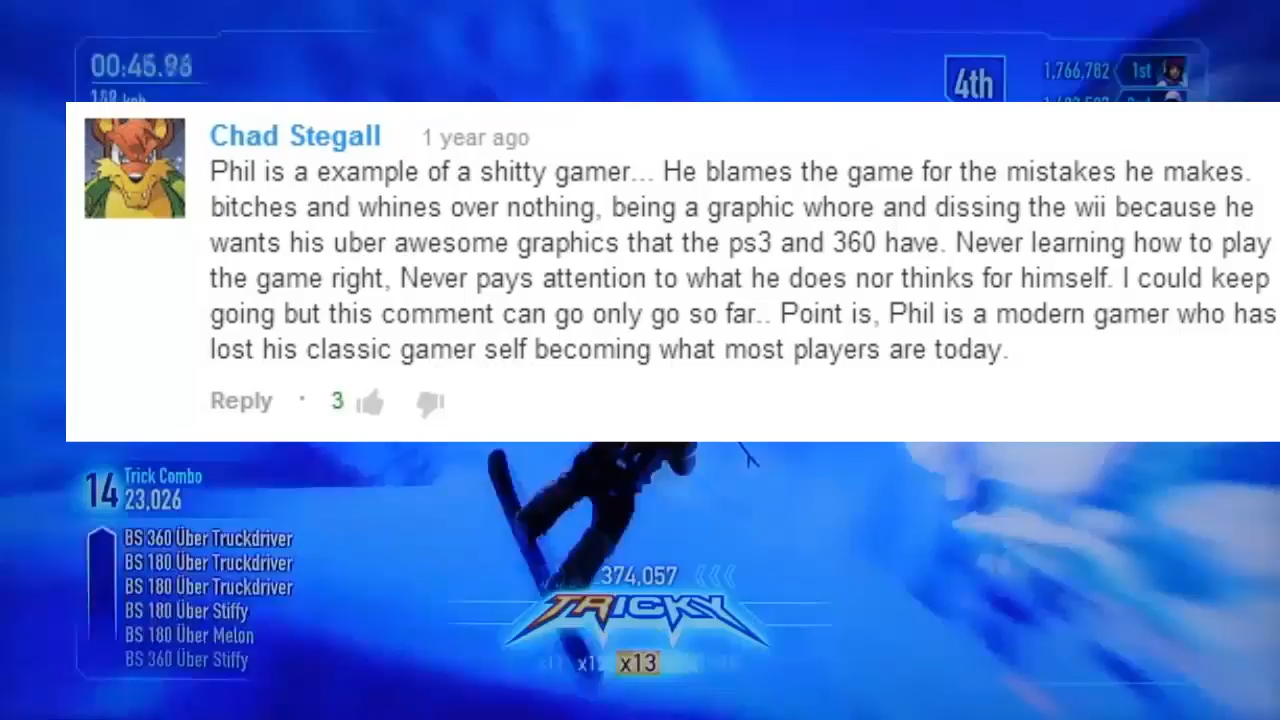 00:45.96
4th
1,766,782
1st
Chad Stegall 1 year ago
Phil is a example of a shitty gamer... He blames the game for the mistakes he makes.
bitches and whines over nothing, being a graphic whore and dissing the wii because he
wants his uber awesome graphics that the ps3 and 360 have. Never learning how to play
the game right, Never pays attention to what he does nor thinks for himself. I could keep
going but this comment can go only go so far.. Point is, Phil is a modern gamer who has
lost his classic gamer self becoming what most players are today.
Reply · 3
14 Trick Combo
23,026
BS 360 Über Truckdriver
BS 180 Über Truckdriver
BS 180 Über Truckdriver
BS 180 Über Stiffy
BS 180 Über Melon
BS 360 Über Stiffy
374,057
TRICKY
x13